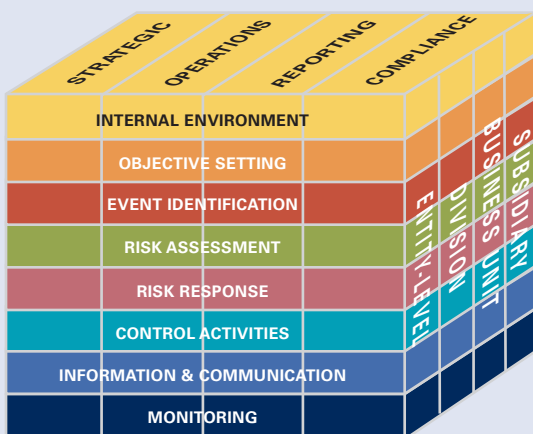 STRATEGIC
OPERATIONS
REPORTING
COMPLIANCE
INTERNAL ENVIRONMENT
OBJECTIVE SETTING
EVENT IDENTIFICATION
RISK ASSESSMENT
RISK RESPONSE
CONTROL ACTIVITIES
INFORMATION & COMMUNICATION
MONITORING
ENTITY-LEVEL
DIVISION
BUSINESS UNIT
SUBSIDIARY